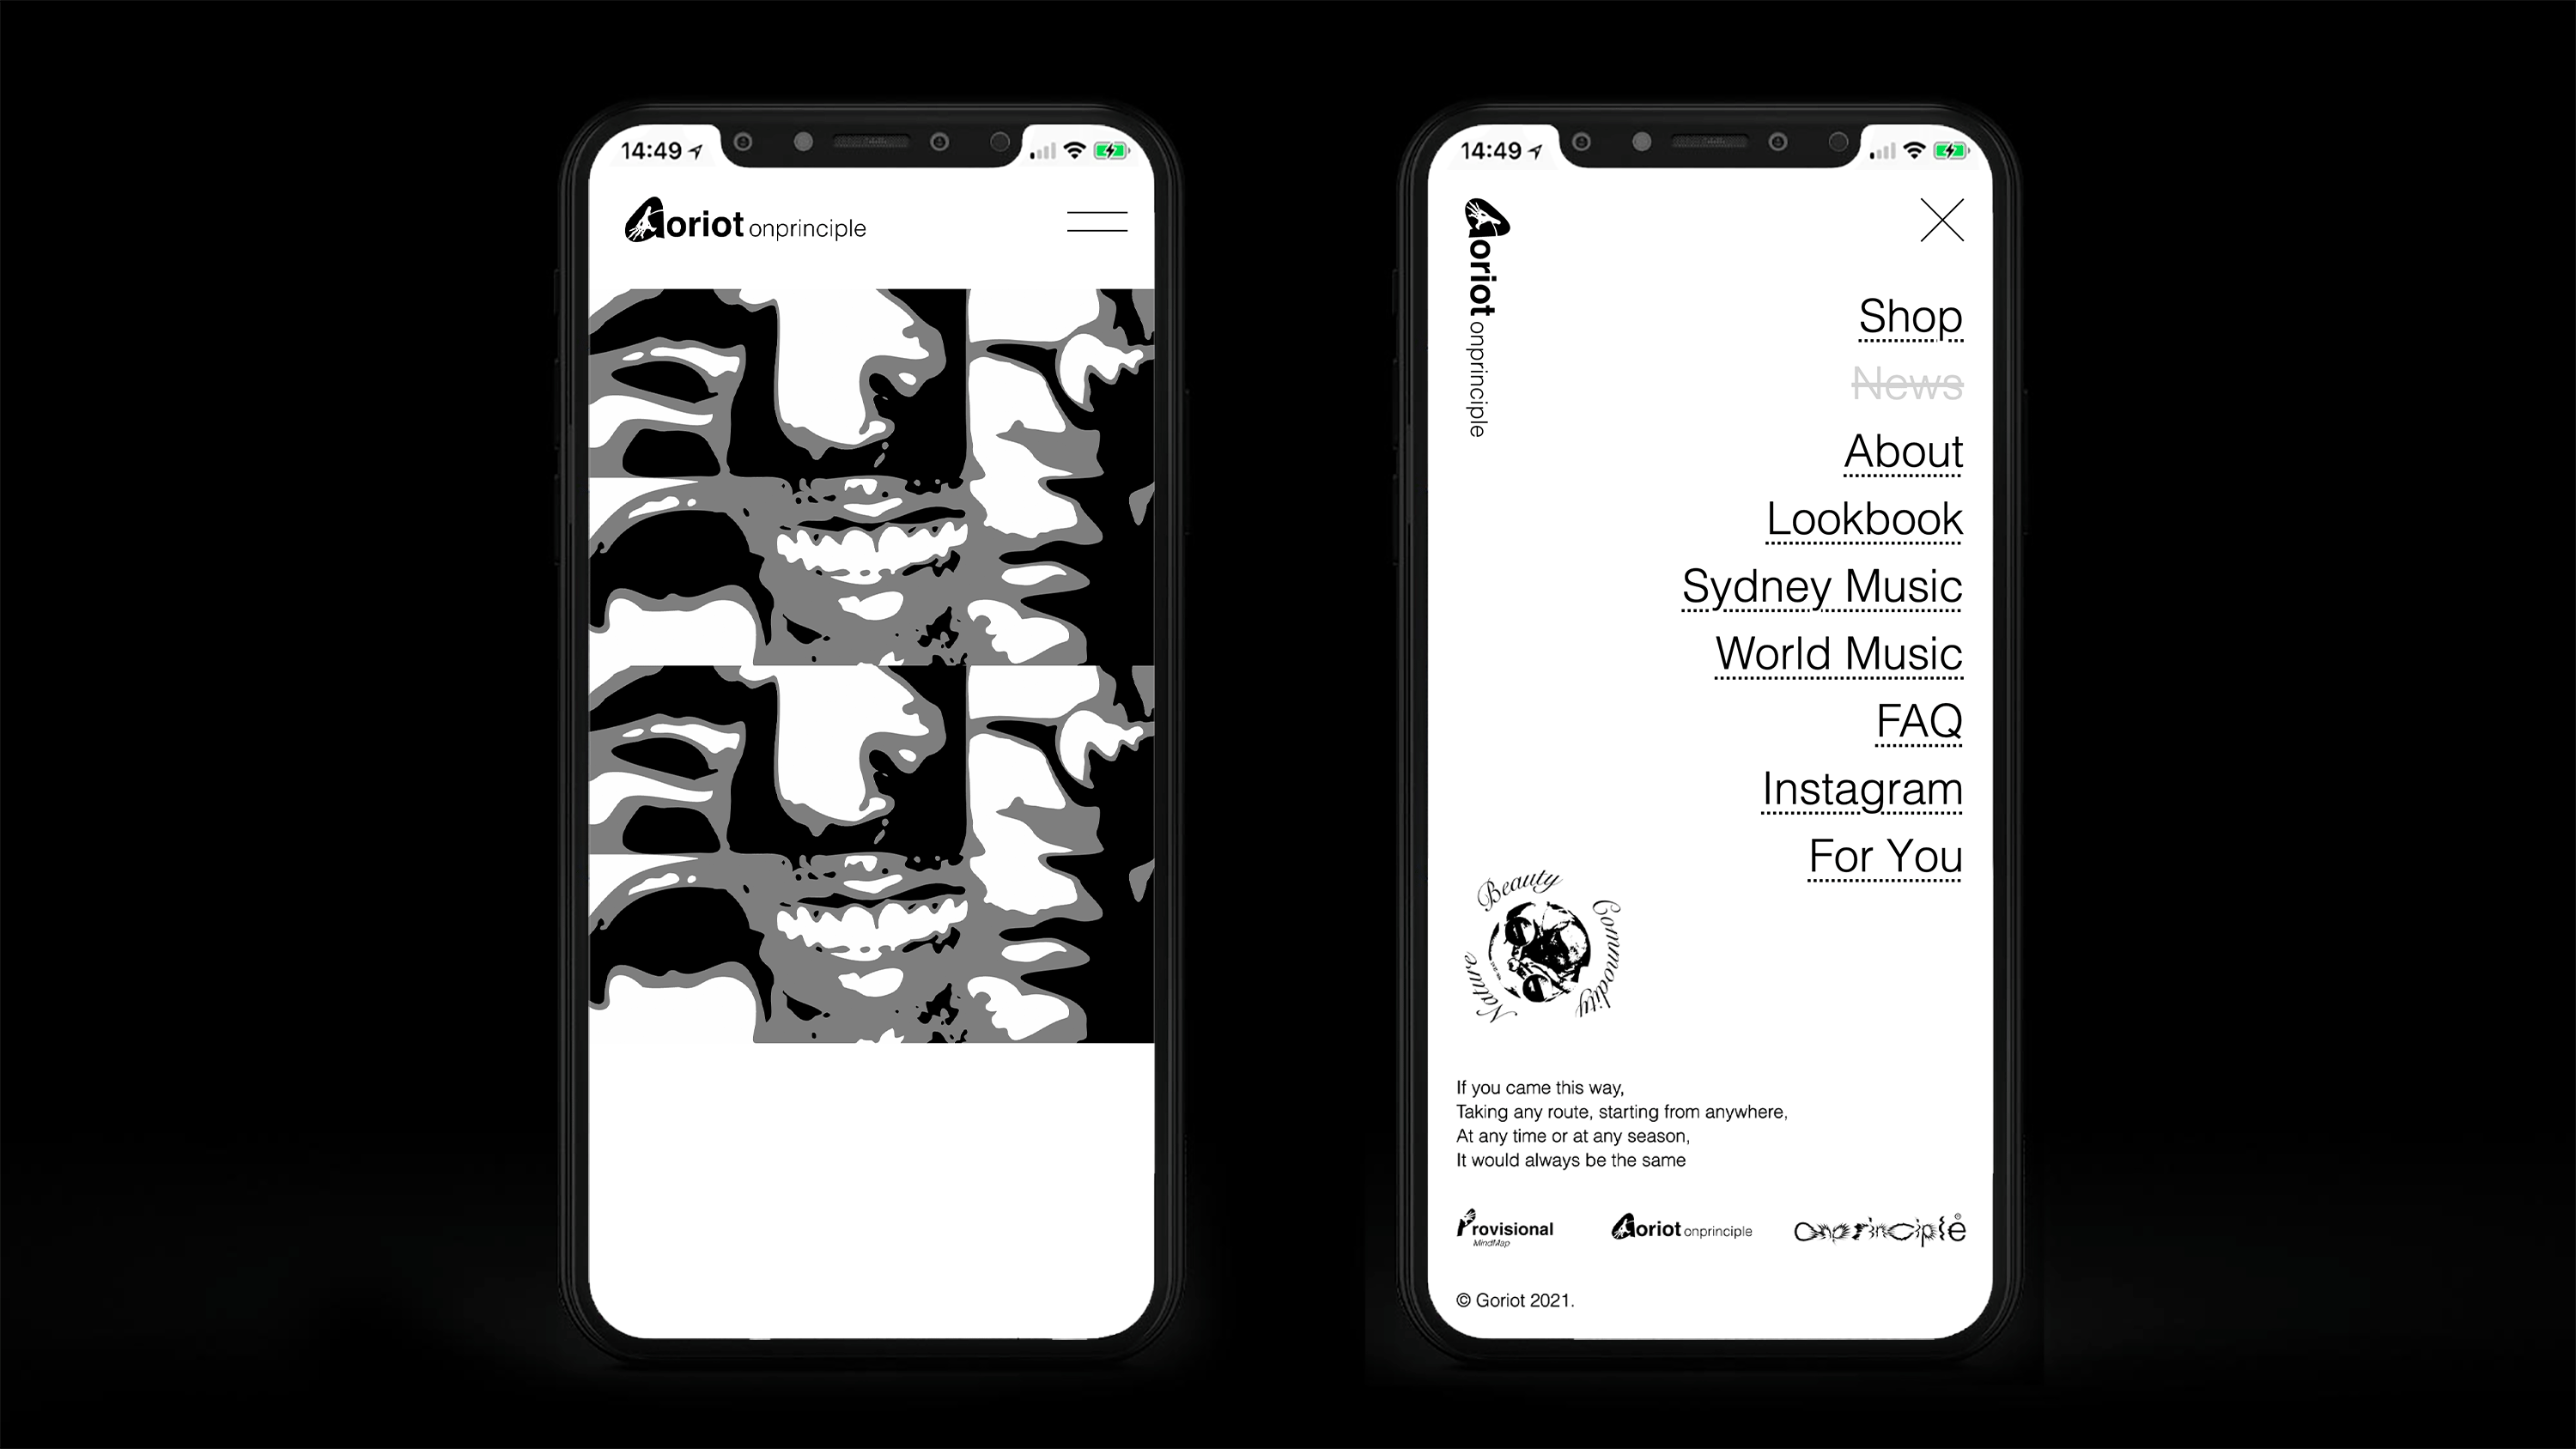 14:49
Goriot onprinciple
14:49
Goriot onprinciple
Shop
News
About
Lookbook
Sydney Music
World Music
FAQ
Instagram
For You
Beauty
Commodity
Nature
If you came this way,
Taking any route, starting from anywhere,
At any time or at any season,
It would always be the same
Provisional
MindMap
Goriot onprinciple
onprinciple
© Goriot 2021.